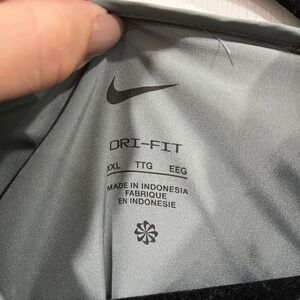 DRI-FIT
XXL TTG EEG
MADE IN INDONESIA
FABRIQUE
EN INDONESIE